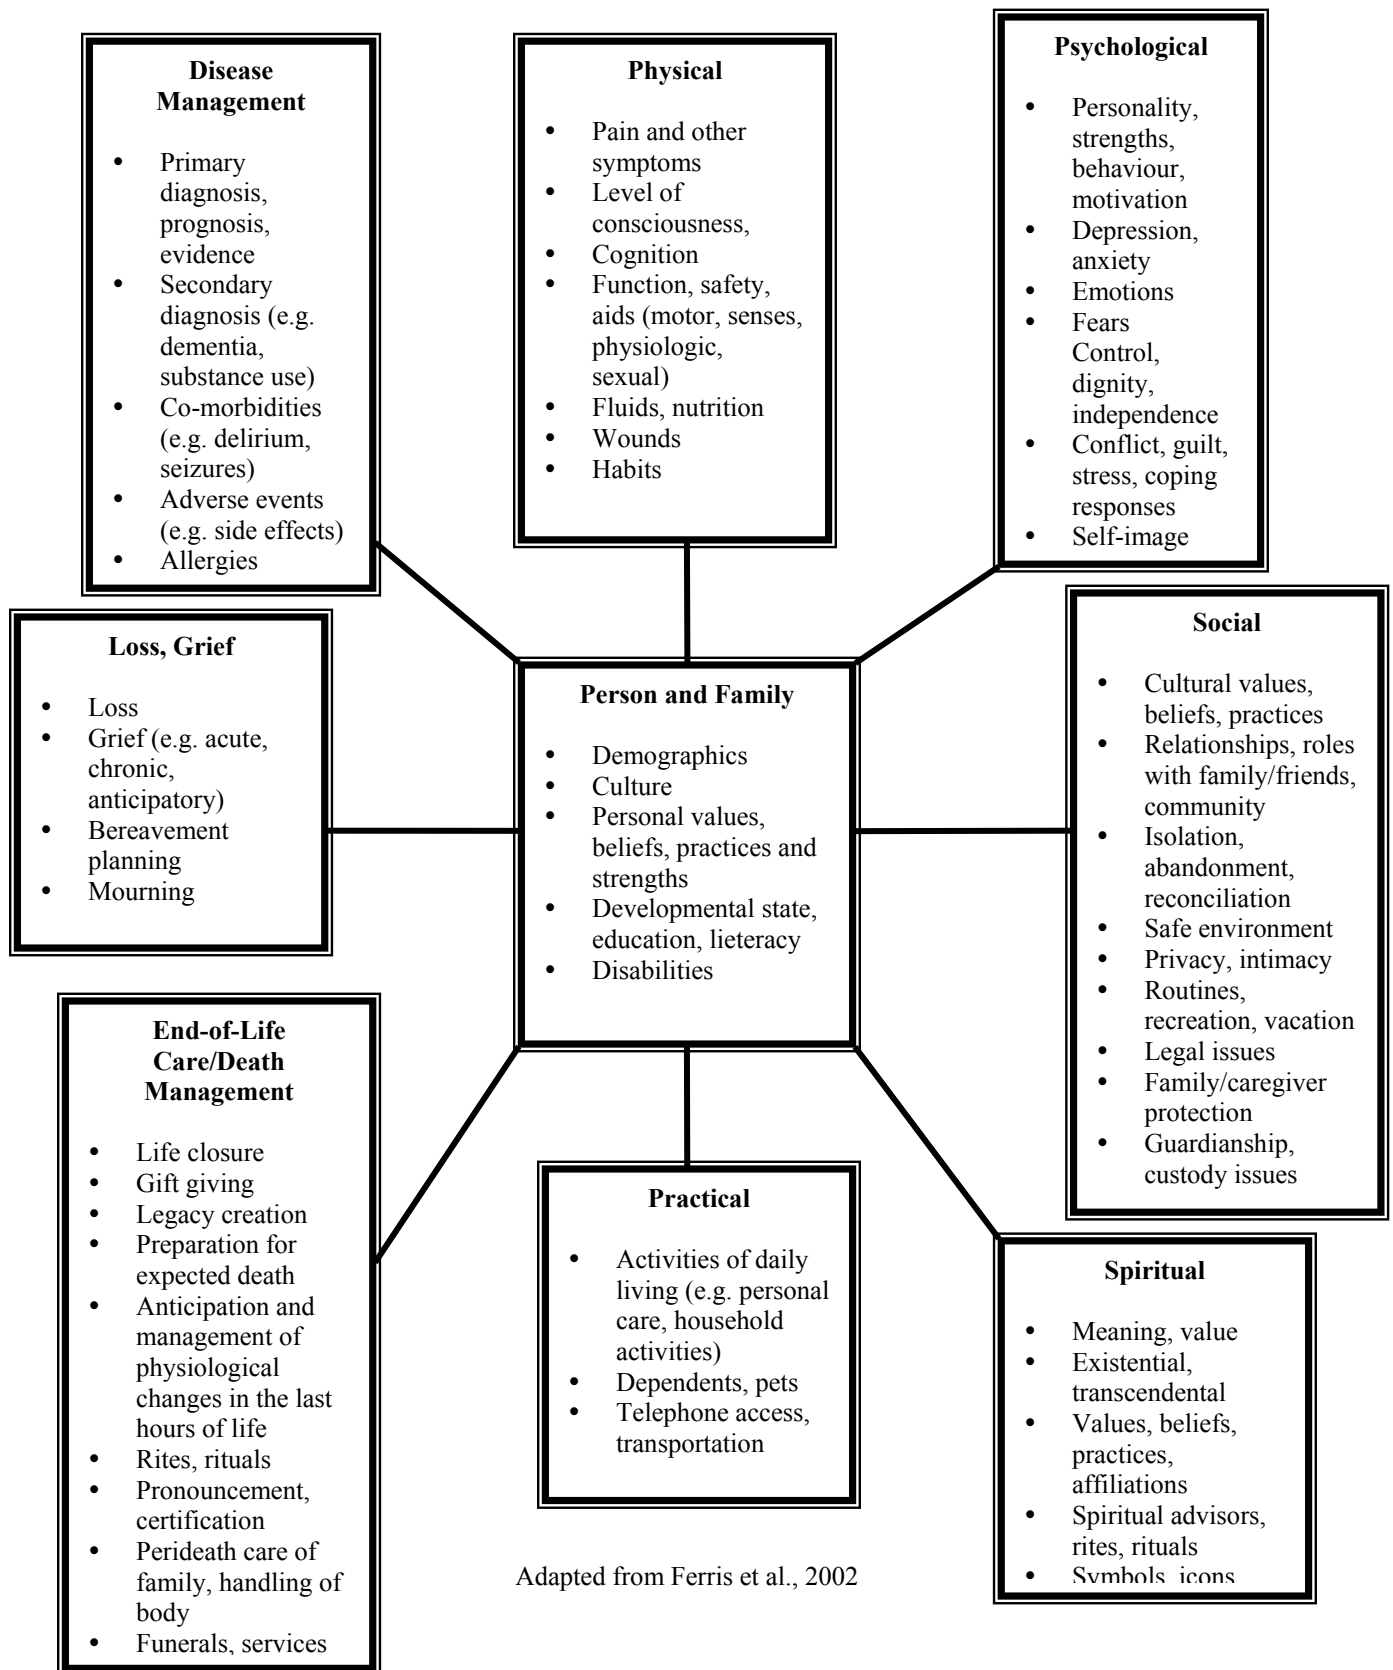 Disease
Management
• Primary
diagnosis,
prognosis,
evidence
• Secondary
diagnosis (e.g.
dementia,
substance use)
• Co-morbidities
(e.g. delirium,
seizures)
• Adverse events
(e.g. side effects)
• Allergies
Physical
• Pain and other
symptoms
• Level of
consciousness,
• Cognition
• Function, safety,
aids (motor, senses,
physiologic,
sexual)
• Fluids, nutrition
• Wounds
• Habits
Psychological
• Personality,
strengths,
behaviour,
motivation
• Depression,
anxiety
• Emotions
• Fears
Control,
dignity,
independence
• Conflict, guilt,
stress, coping
responses
• Self-image
Loss, Grief
• Loss
• Grief (e.g. acute,
chronic,
anticipatory)
• Bereavement
planning
• Mourning
Person and Family
• Demographics
• Culture
• Personal values,
beliefs, practices and
strengths
• Developmental state,
education, lieteracy
• Disabilities
Social
• Cultural values,
beliefs, practices
• Relationships, roles
with family/friends,
community
• Isolation,
abandonment,
reconciliation
• Safe environment
• Privacy, intimacy
• Routines,
recreation, vacation
• Legal issues
• Family/caregiver
protection
• Guardianship,
custody issues
End-of-Life
Care/Death
Management
• Life closure
• Gift giving
• Legacy creation
• Preparation for
expected death
• Anticipation and
management of
physiological
changes in the last
hours of life
• Rites, rituals
• Pronouncement,
certification
• Perideath care of
family, handling of
body
• Funerals, services
Practical
• Activities of daily
living (e.g. personal
care, household
activities)
• Dependents, pets
• Telephone access,
transportation
Spiritual
• Meaning, value
• Existential,
transcendental
• Values, beliefs,
practices,
affiliations
• Spiritual advisors,
rites, rituals
• Symbols, icons
Adapted from Ferris et al., 2002